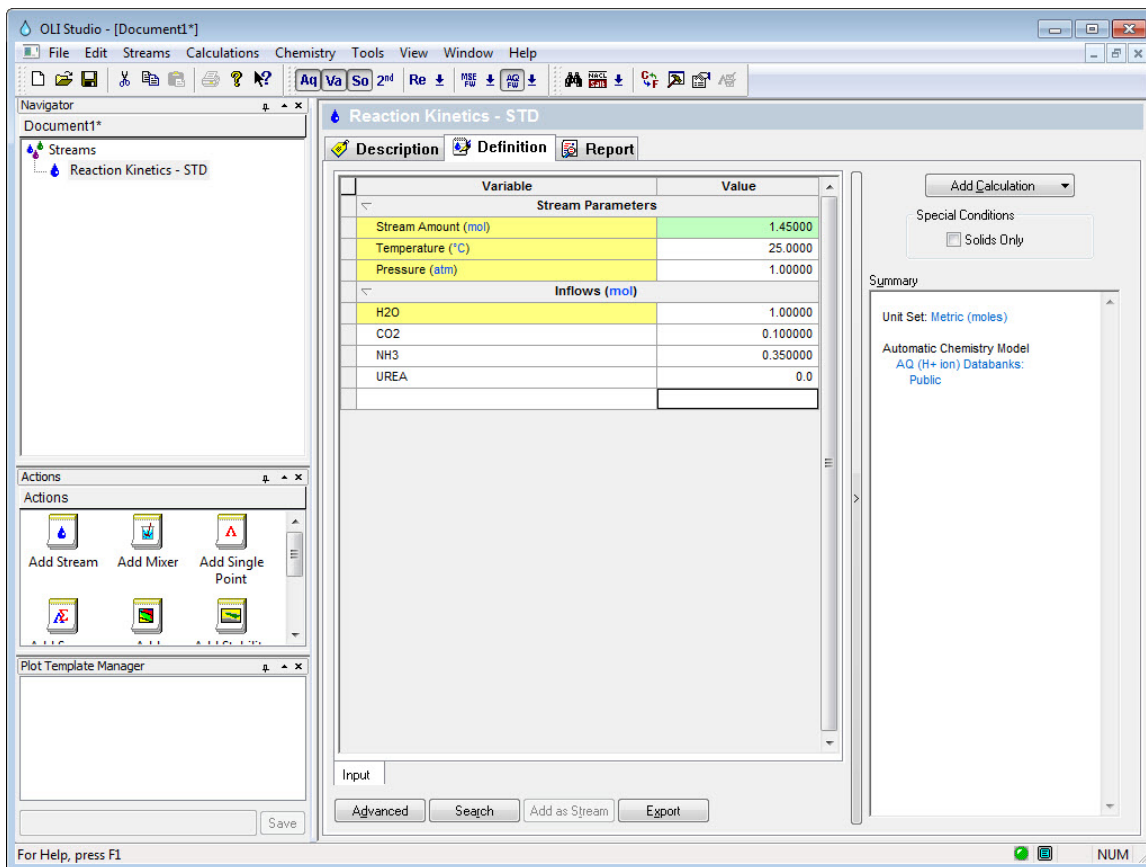 OLI Studio - [Document1*]
File Edit Streams Calculations Chemistry Tools View Window Help
Aq Va So 2nd Re MSE FW AQ FW NACL
Navigator
Document1*
Streams
Reaction Kinetics - STD
Actions
Actions
Add Stream Add Mixer Add Single Point
Plot Template Manager
Save
Reaction Kinetics - STD
Description Definition Report
Variable Value
Stream Parameters
Stream Amount (mol) 1.45000
Temperature (°C) 25.0000
Pressure (atm) 1.00000
Inflows (mol)
H2O 1.00000
CO2 0.100000
NH3 0.350000
UREA 0.0
Input
Advanced Search Add as Stream Export
Add Calculation
Special Conditions
Solids Only
Summary
Unit Set: Metric (moles)
Automatic Chemistry Model
AQ (H+ ion) Databanks:
Public
For Help, press F1 NUM